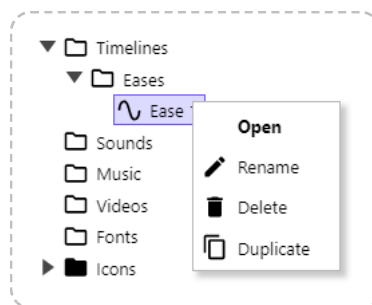 Timelines
Eases
Ease
Open
Sounds
Rename
Music
Delete
Videos
Duplicate
Fonts
Icons